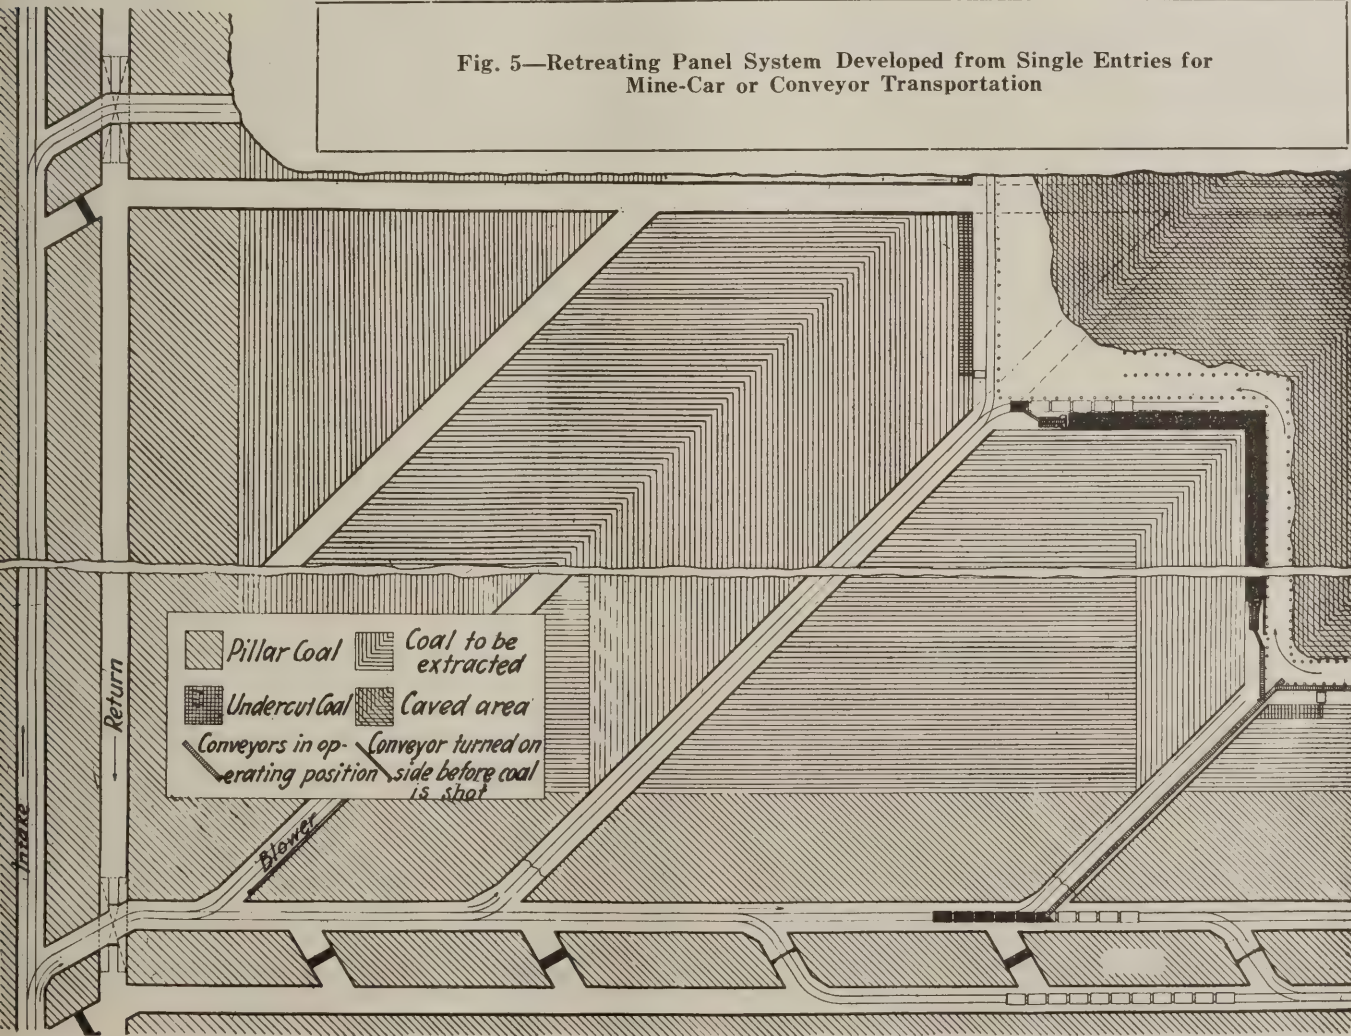 Fig. 5—Retreating Panel System Developed from Single Entries for
Mine-Car or Conveyor Transportation
Pillar Coal
Coal to be
extracted
Undercut Coal
Caved area
Conveyors in op-
erating position
Conveyor turned on
side before coal
is shot
Return
Intake
Blower